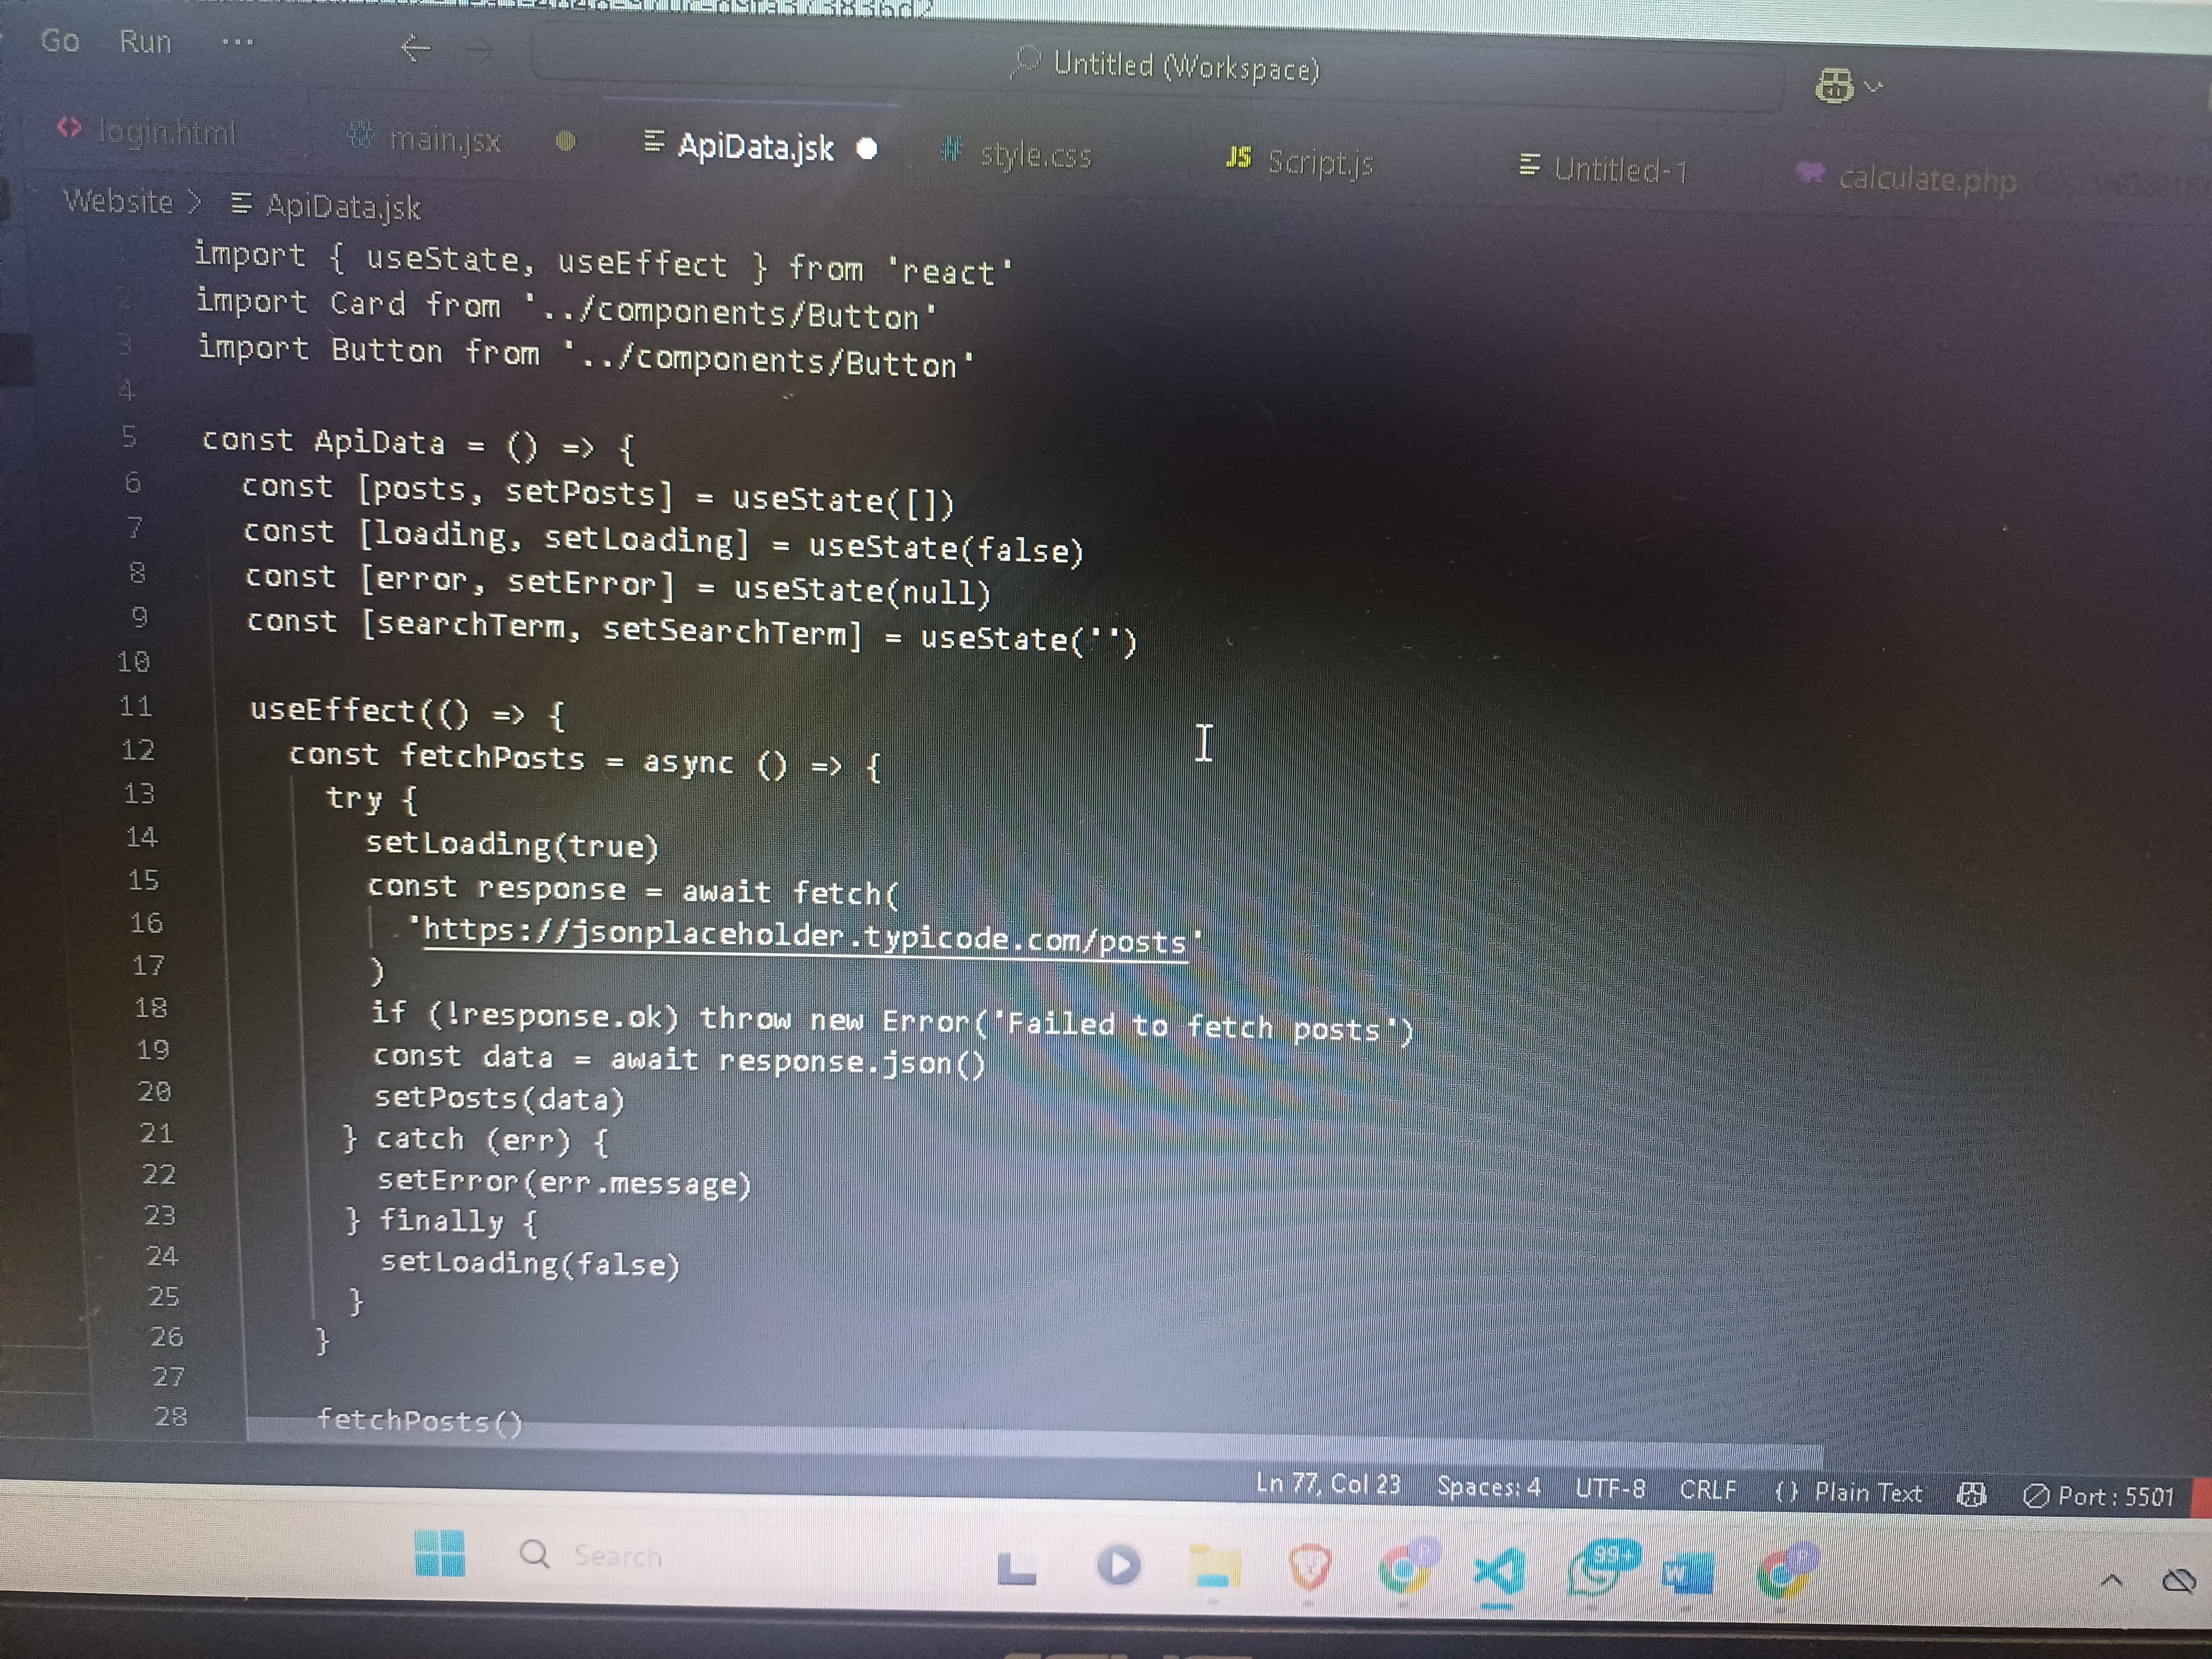 Go Run ... Untitled (Workspace)
login.html main.jsx ApiData.jsk style.css JS Script.js Untitled-1 calculate.php
Website > ApiData.jsk
import { useState, useEffect } from 'react'
2 import Card from '../components/Button'
3 import Button from '../components/Button'
4
5 const ApiData = () => {
6 const [posts, setPosts] = useState([])
7 const [loading, setLoading] = useState(false)
8 const [error, setError] = useState(null)
9 const [searchTerm, setSearchTerm] = useState('')
10
11 useEffect(() => {
12 const fetchPosts = async () => {
13 try {
14 setLoading(true)
15 const response = await fetch(
16 'https://jsonplaceholder.typicode.com/posts'
17 )
18 if (!response.ok) throw new Error('Failed to fetch posts')
19 const data = await response.json()
20 setPosts(data)
21 } catch (err) {
22 setError(err.message)
23 } finally {
24 setLoading(false)
25 }
26 }
27
28 fetchPosts()
Ln 77, Col 23 Spaces: 4 UTF-8 CRLF {} Plain Text Port : 5501
Search 99+ W P